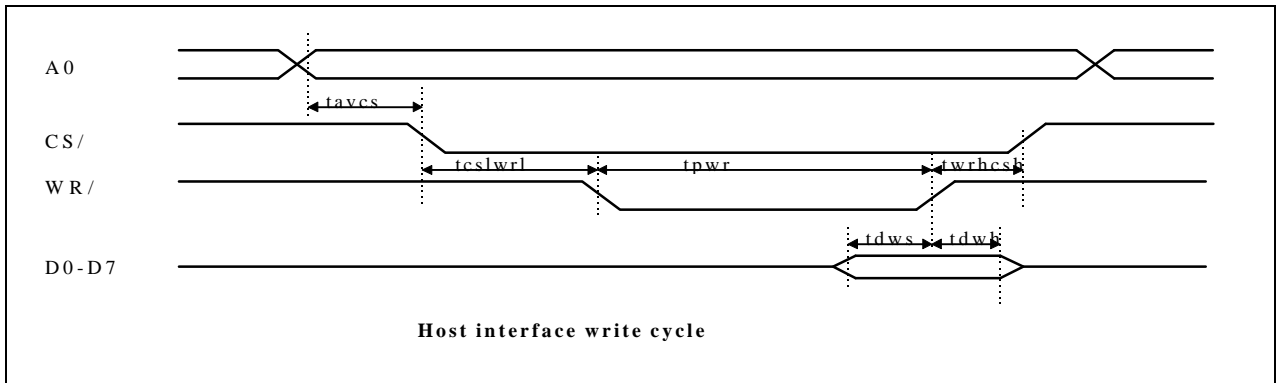 A0
tavcs
CS/
tcslwrl tpwr twrhcsh
WR/
tdws tdwh
D0-D7
Host interface write cycle